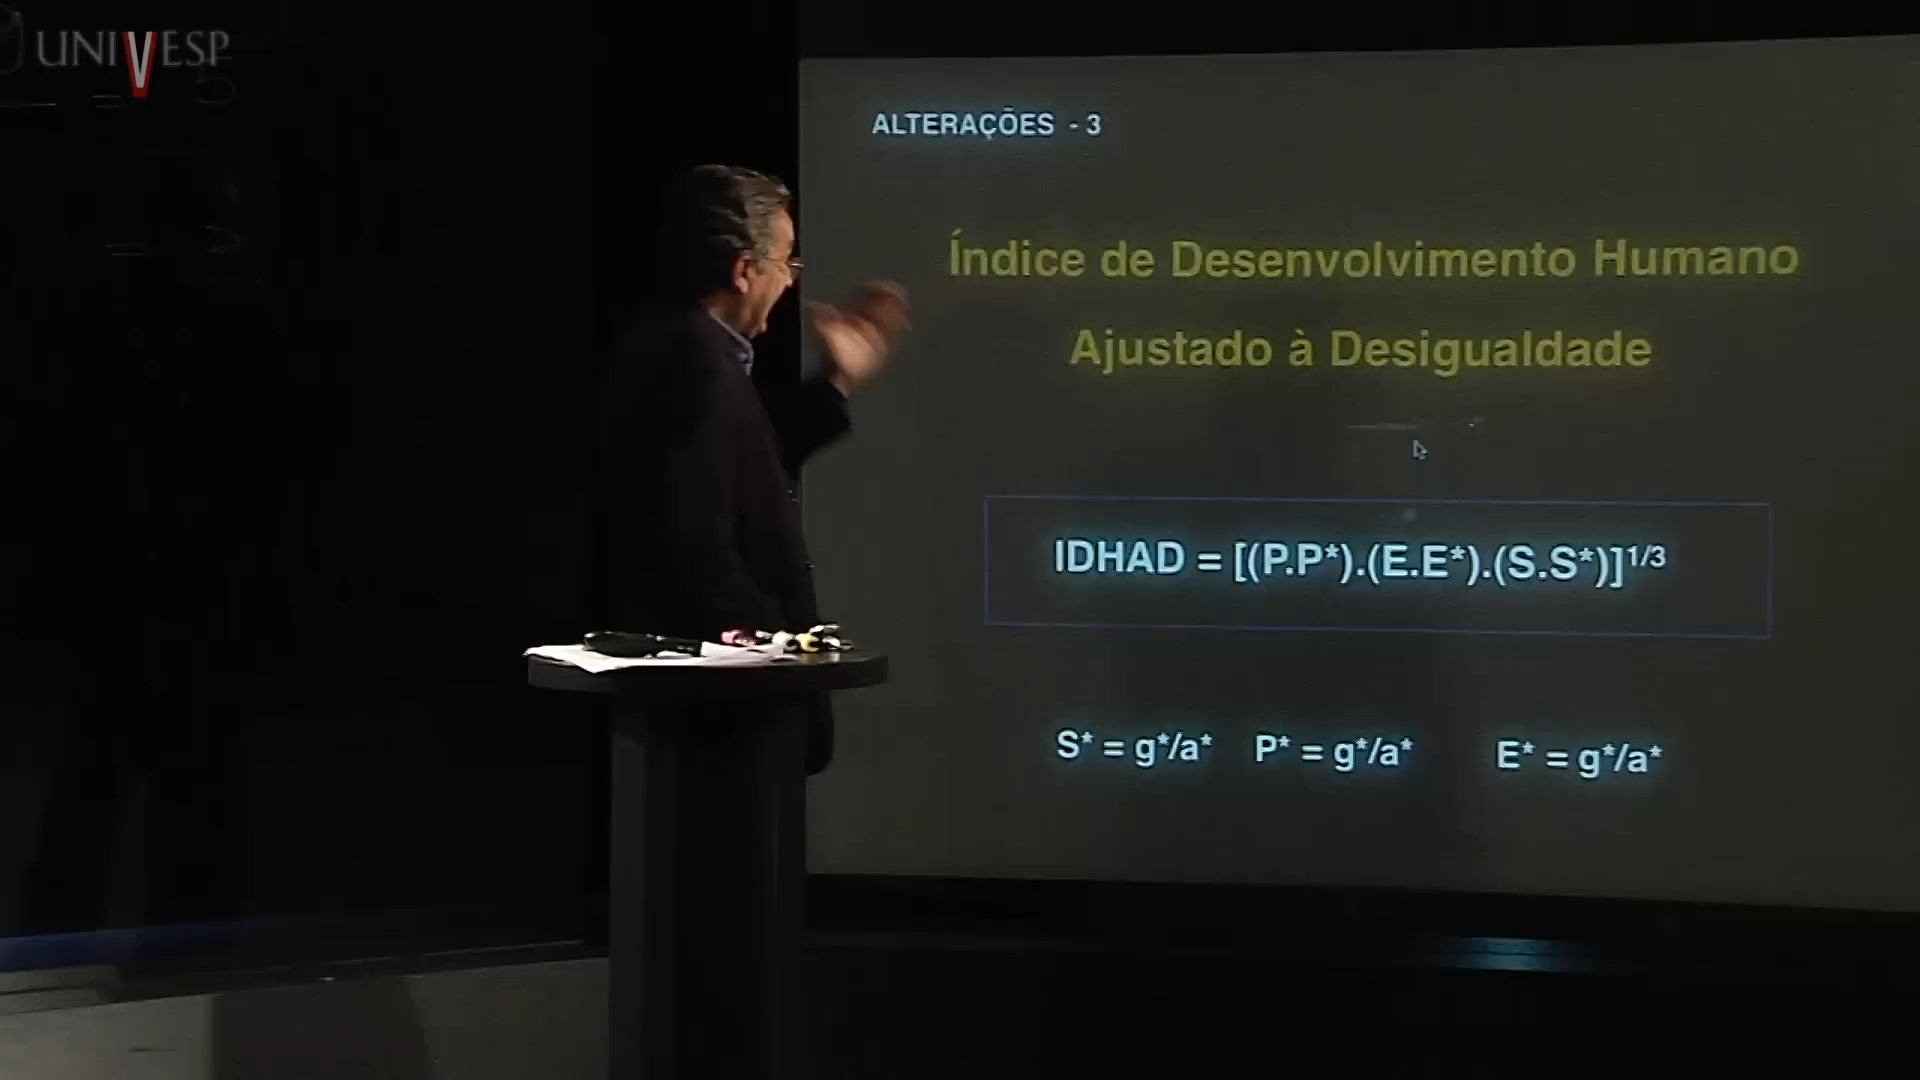 UNIVESP
ALTERAÇÕES - 3
Índice de Desenvolvimento Humano
Ajustado à Desigualdade
IDHAD = [(P.P*).(E.E*).(S.S*)]1/3
S* = g*/a* P* = g*/a* E* = g*/a*